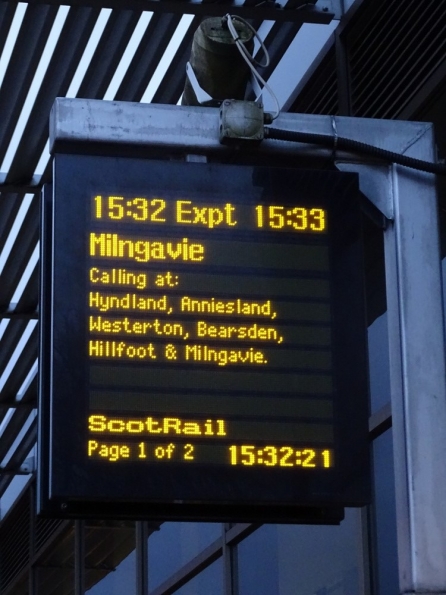 15:32 Expt 15:33
Milngavie
Calling at:
Hyndland, Anniesland,
Westerton, Bearsden,
Hillfoot & Milngavie.
ScotRail
Page 1 of 2 15:32:21